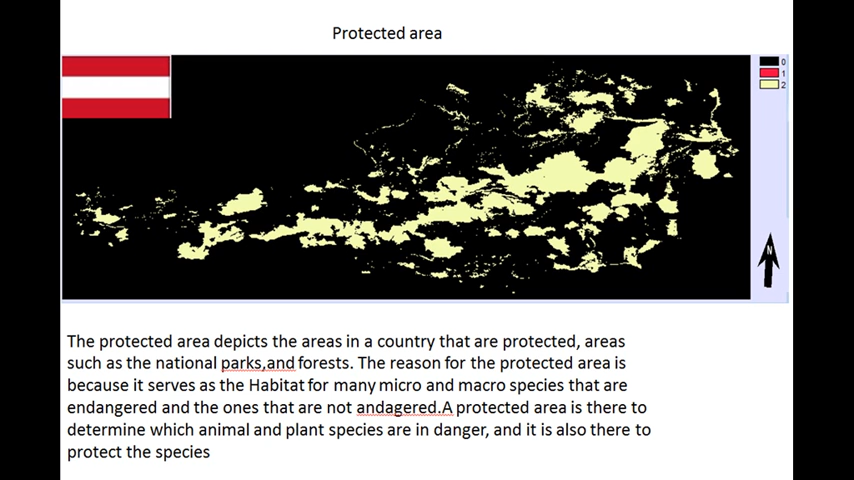 Protected area
0
1
2
N
The protected area depicts the areas in a country that are protected, areas
such as the national parks,and forests. The reason for the protected area is
because it serves as the Habitat for many micro and macro species that are
endangered and the ones that are not andagered.A protected area is there to
determine which animal and plant species are in danger, and it is also there to
protect the species